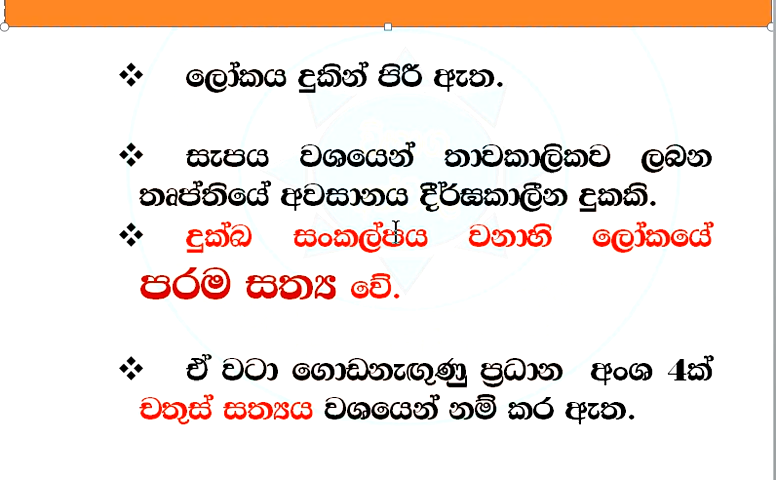 ❖ ලෝකය දුකින් පිරී ඇත.
❖ සැපය වශයෙන් තාවකාලිකව ලබන
තෘප්තියේ අවසානය දීර්ඝකාලීන දුකකි.
❖ දුක්ඛ සංකල්පය වනාහි ලෝකයේ
පරම සත්‍ය වේ.
❖ ඒ වටා ගොඩනැඟුණු ප්‍රධාන අංශ 4ක්
චතුස් සත්‍යය වශයෙන් නම් කර ඇත.